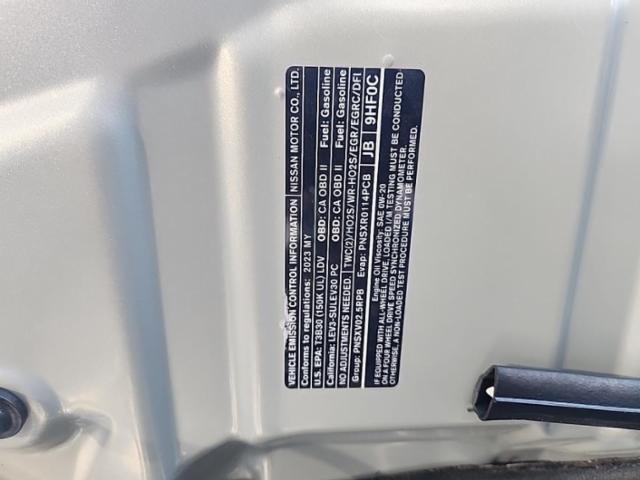 VEHICLE EMISSION CONTROL INFORMATION NISSAN MOTOR CO., LTD.
Conforms to regulations: 2023 MY
U.S. EPA: T3B30 (150K UL) LDV OBD: CA OBD II Fuel: Gasoline
California: LEV3-SULEV30 PC OBD: CA OBD II Fuel: Gasoline
NO ADJUSTMENTS NEEDED. TWC(2)/HO2S/WR-HO2S/EGR/EGRC/DFI
Group: PNSXV02.5RPB Evap: PNSXR0114PCB JB 9HF0C
Engine Oil Viscosity: SAE 0W-20
IF EQUIPPED WITH ALL-WHEEL DRIVE, LOADED I/M TESTING MUST BE CONDUCTED
ON A FOUR WHEEL DRIVE SPEED SYNCHRONIZED DYNAMOMETER.
OTHERWISE, A NON-LOADED TEST PROCEDURE MUST BE PERFORMED.